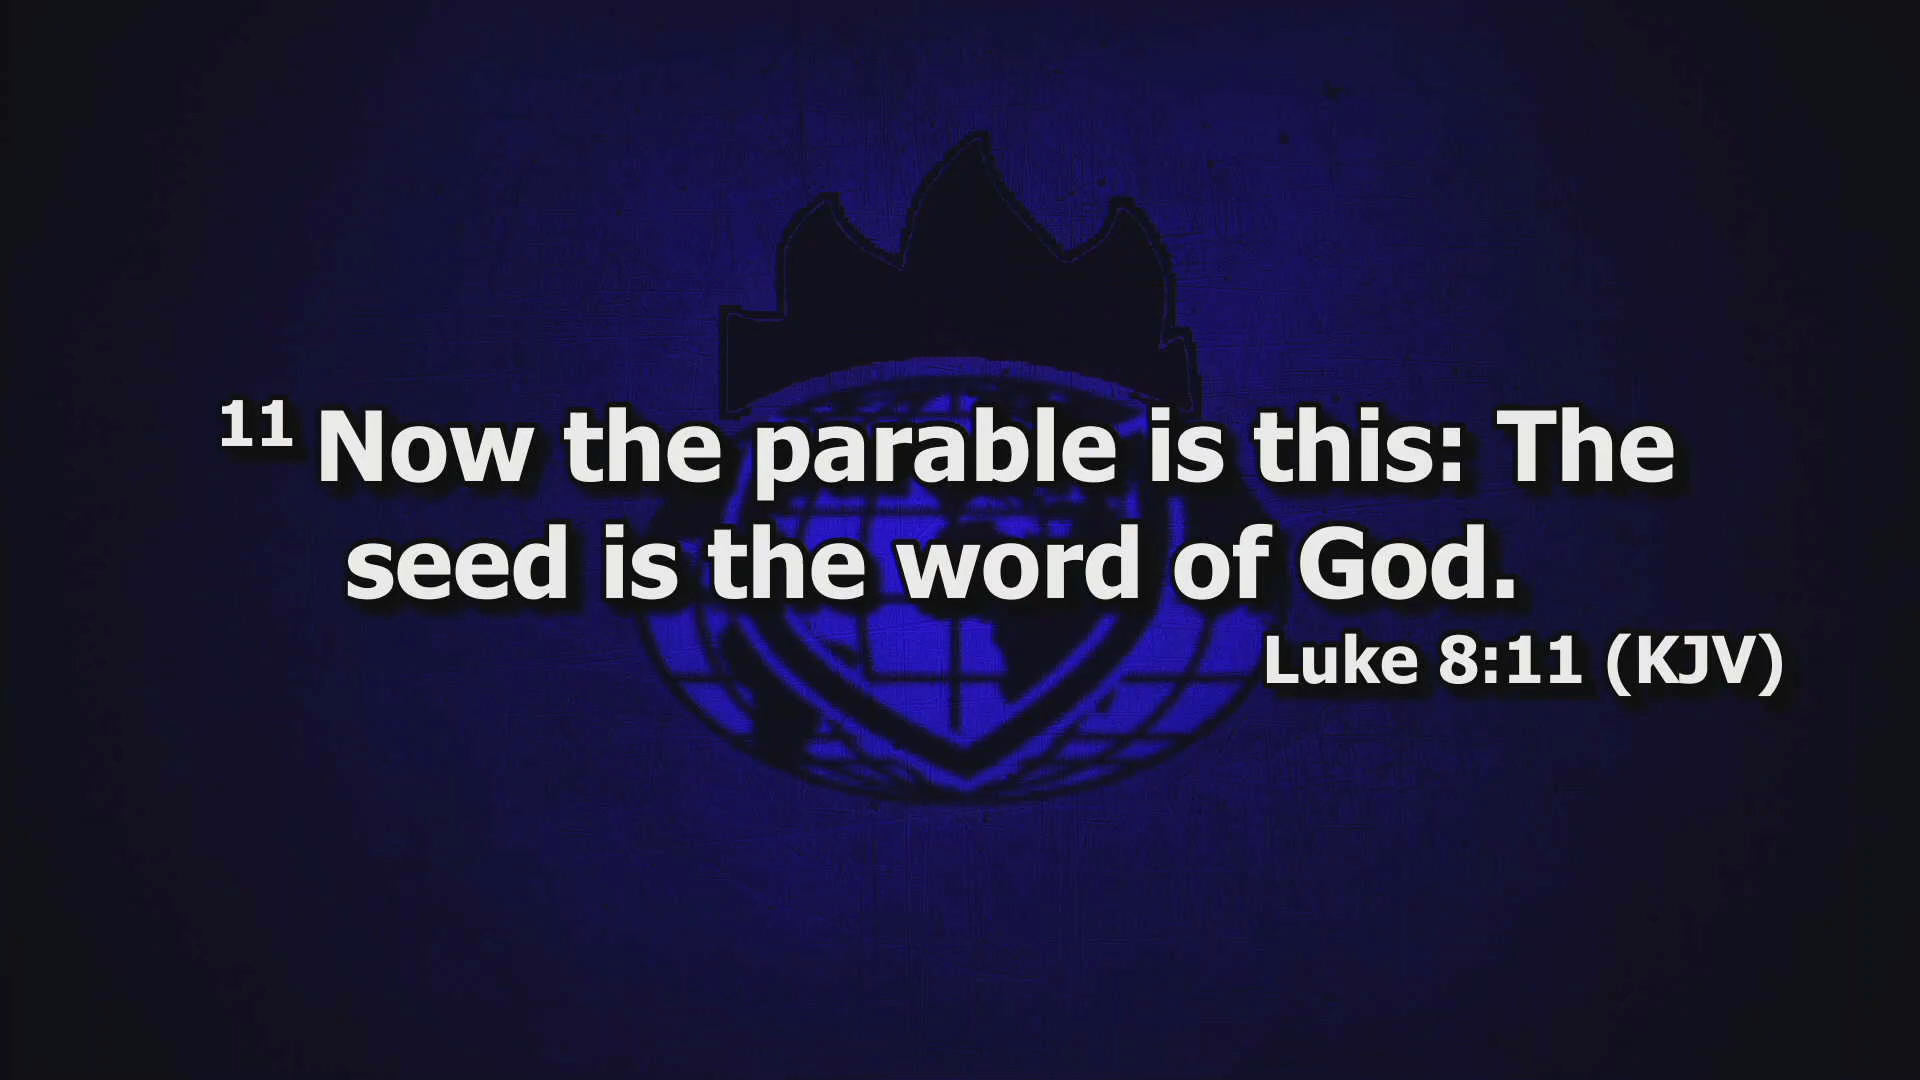 11 Now the parable is this: The
seed is the word of God.
Luke 8:11 (KJV)